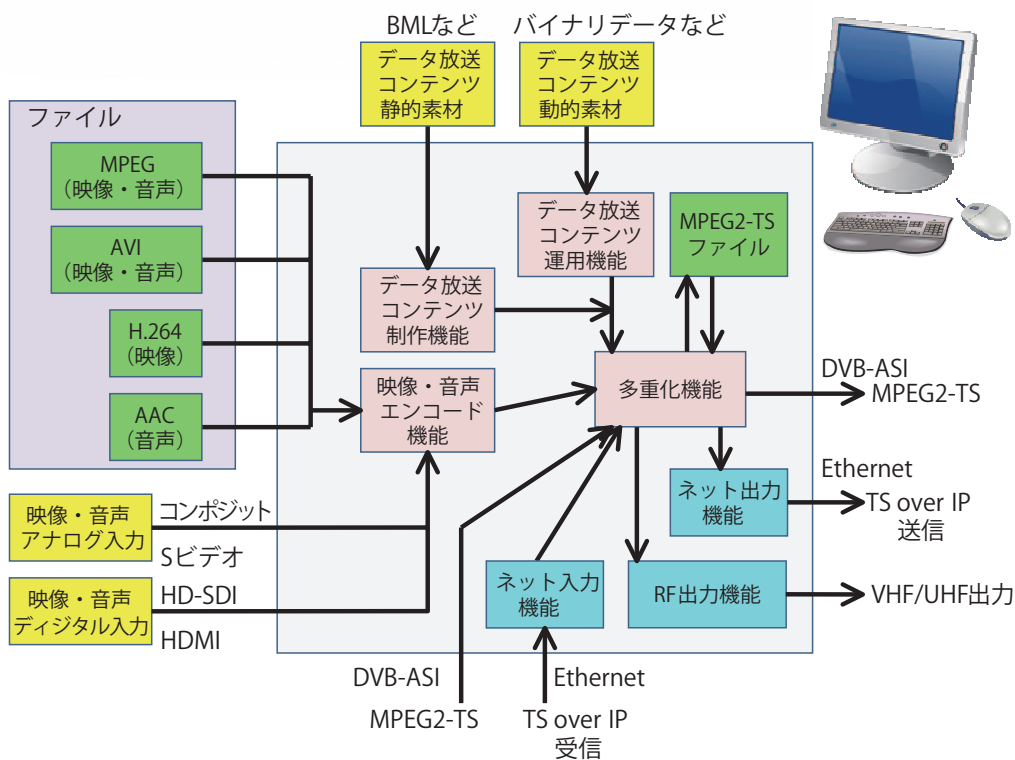 BMLなど
バイナリデータなど
データ放送
コンテンツ
静的素材
データ放送
コンテンツ
動的素材
ファイル
MPEG
（映像・音声）
AVI
（映像・音声）
H.264
（映像）
AAC
（音声）
データ放送
コンテンツ
運用機能
MPEG2-TS
ファイル
データ放送
コンテンツ
制作機能
映像・音声
エンコード
機能
多重化機能
DVB-ASI
MPEG2-TS
ネット出力
機能
Ethernet
TS over IP
送信
映像・音声
アナログ入力
コンポジット
Sビデオ
映像・音声
ディジタル入力
HD-SDI
HDMI
ネット入力
機能
RF出力機能
VHF/UHF出力
DVB-ASI
MPEG2-TS
Ethernet
TS over IP
受信